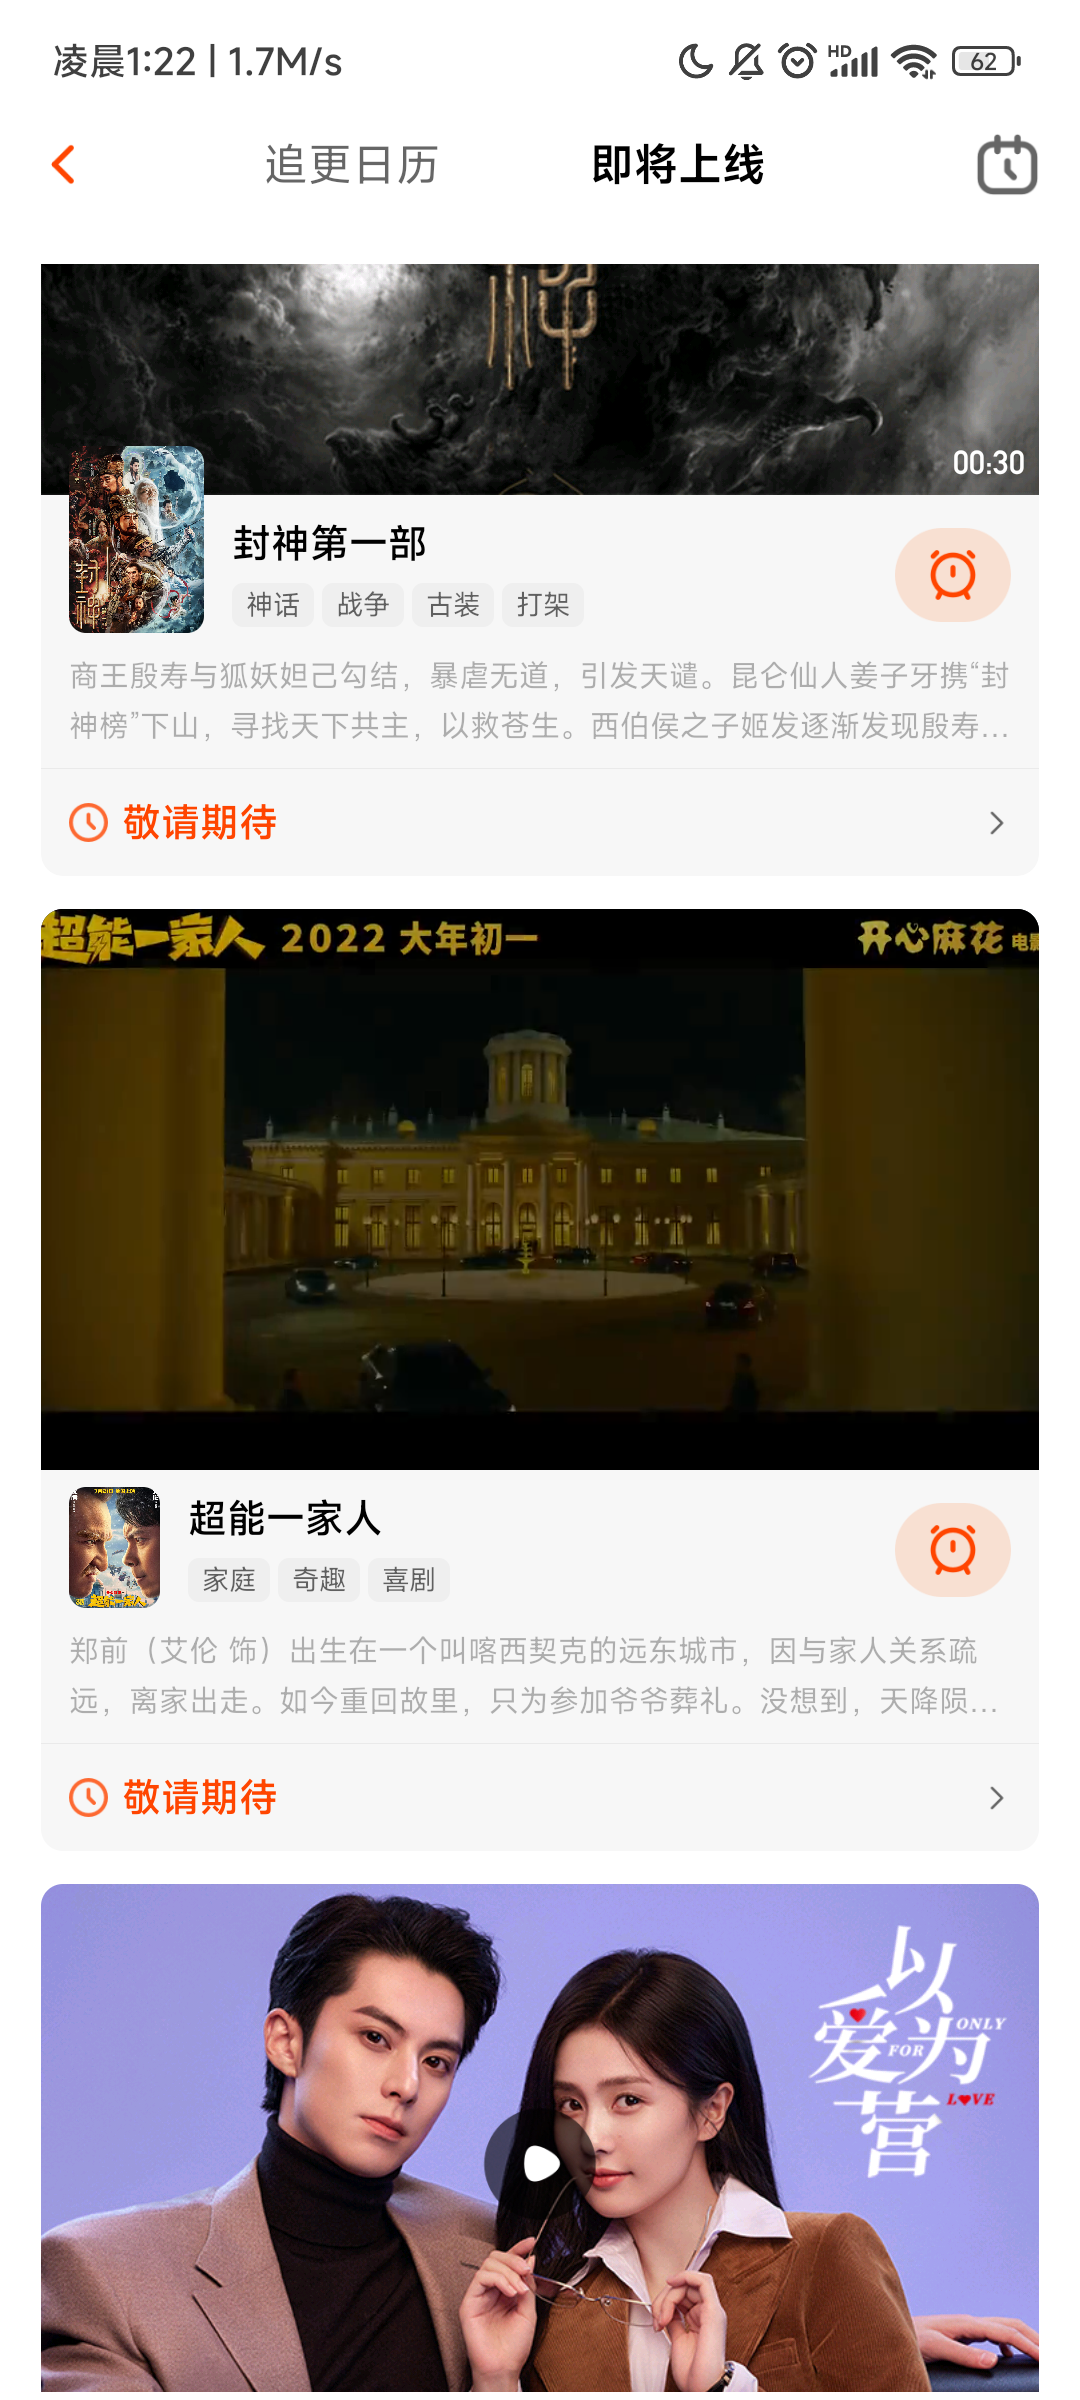 凌晨1:22 | 1.7M/s
HD
62
追更日历
即将上线
00:30
封神
封神第一部
神话 战争 古装 打架
商王殷寿与狐妖妲己勾结，暴虐无道，引发天谴。昆仑仙人姜子牙携“封
神榜”下山，寻找天下共主，以救苍生。西伯侯之子姬发逐渐发现殷寿...
敬请期待
超能一家人 2022 大年初一
开心麻花 电影
超能一家人
超能一家人
家庭 奇趣 喜剧
郑前（艾伦 饰）出生在一个叫喀西契克的远东城市，因与家人关系疏
远，离家出走。如今重回故里，只为参加爷爷葬礼。没想到，天降陨...
敬请期待
以爱为营
ONLY
FOR
LOVE